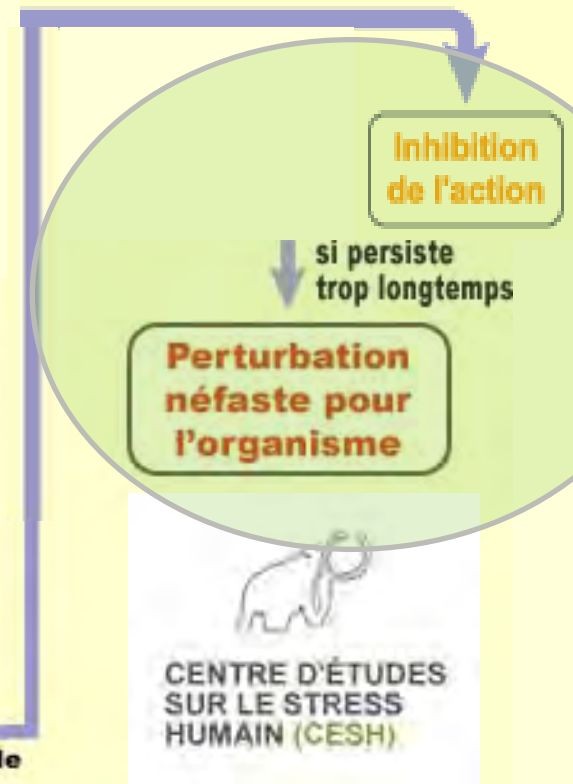 Inhibition
de l'action
si persiste
trop longtemps
Perturbation
néfaste pour
l'organisme
CENTRE D'ÉTUDES
SUR LE STRESS
HUMAIN (CESH)